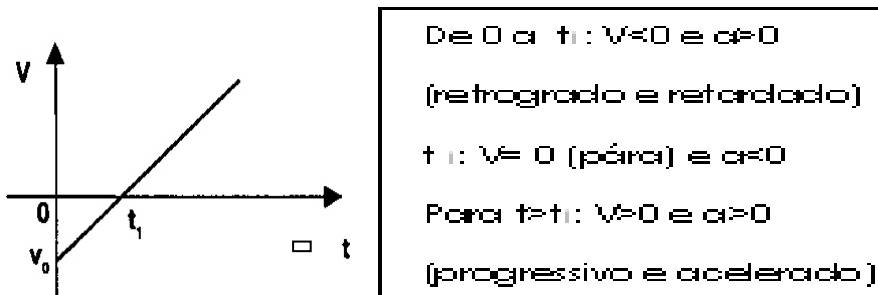 V
0
t₁
v₀
t
De 0 a t₁: V<0 e a>0
(retrogrado e retardado)
t₁: V= 0 (pára) e a<0
Para t>t₁: V>0 e a>0
(progressivo e acelerado)